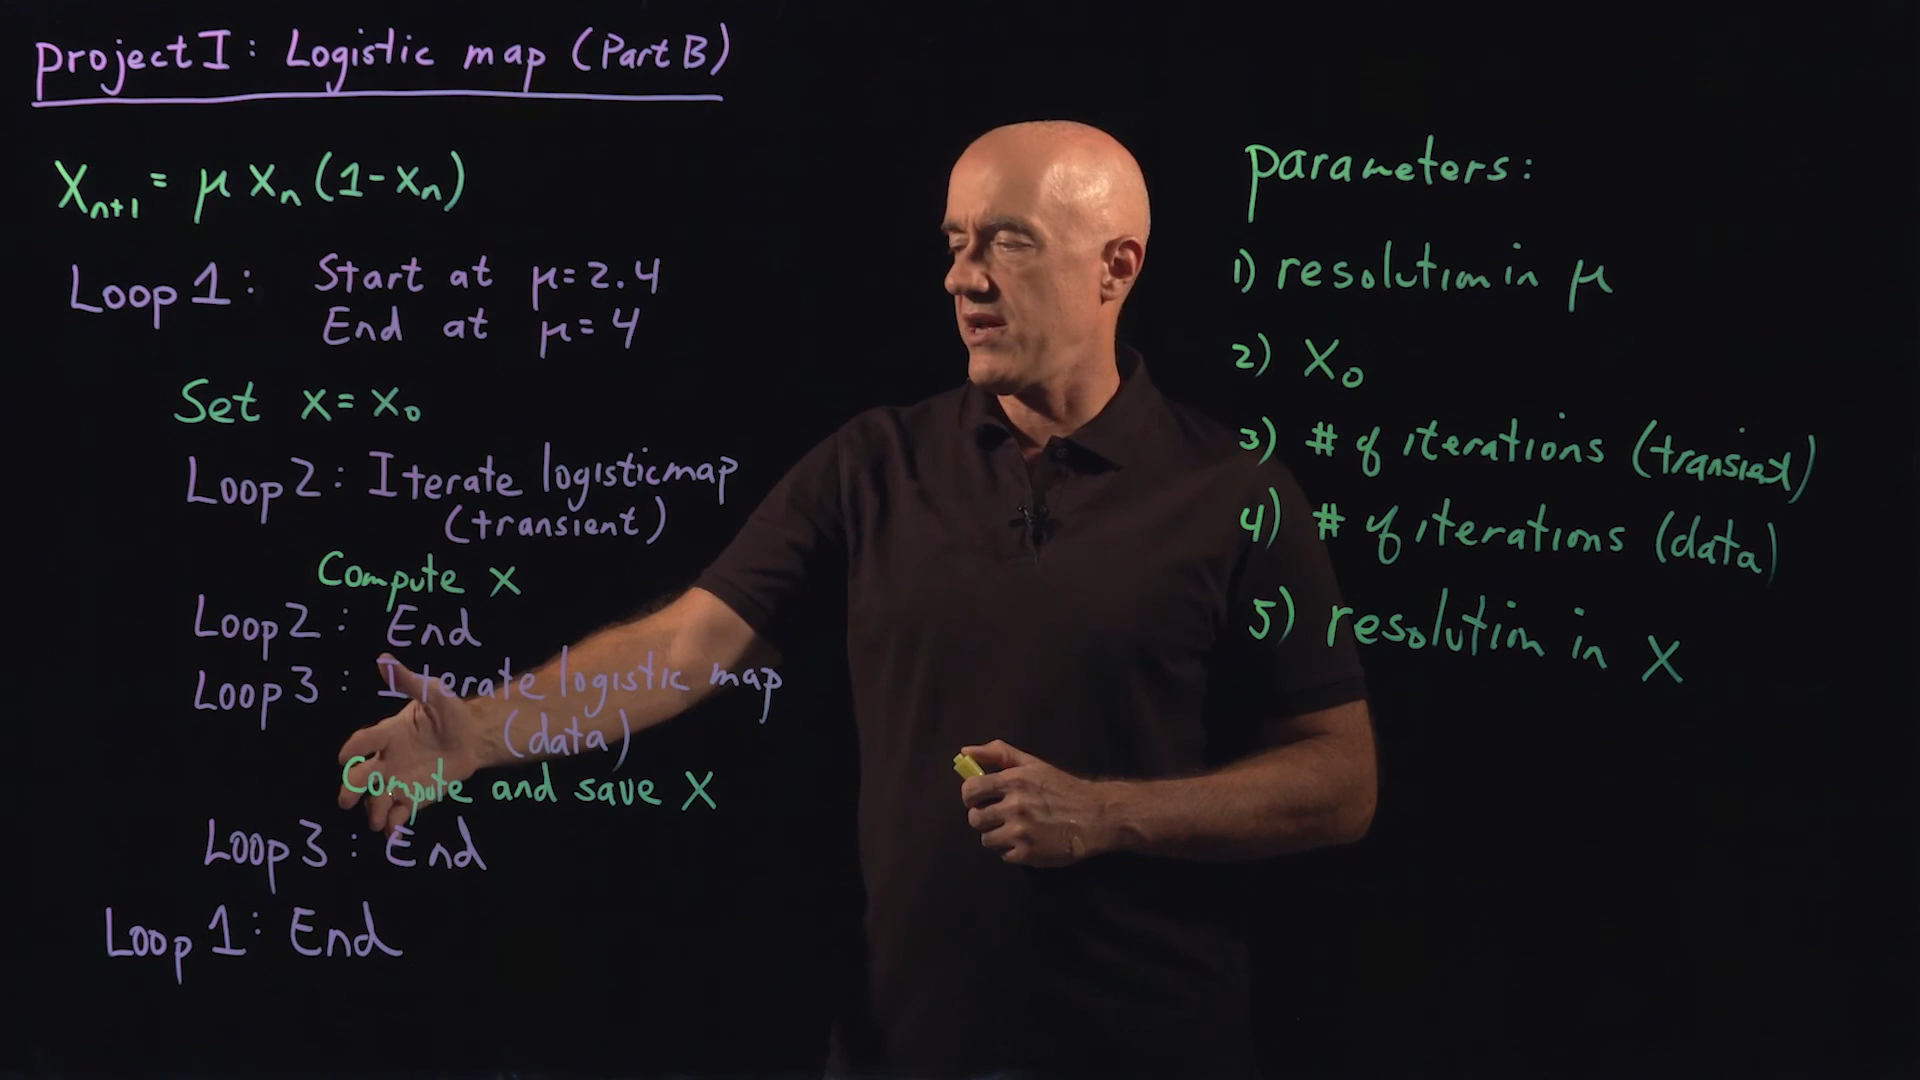 Project I: Logistic map (Part B)
Xn+1 = μ Xn (1-Xn)
Loop 1: Start at μ=2.4
End at μ=4
Set x=x₀
Loop 2: Iterate logistic map
(transient)
Compute X
Loop 2: End
Loop 3: Iterate logistic map
(data)
Compute and save X
Loop 3: End
Loop 1: End
parameters:
1) resolution in μ
2) X₀
3) # of iterations (transient)
4) # of iterations (data)
5) resolution in X